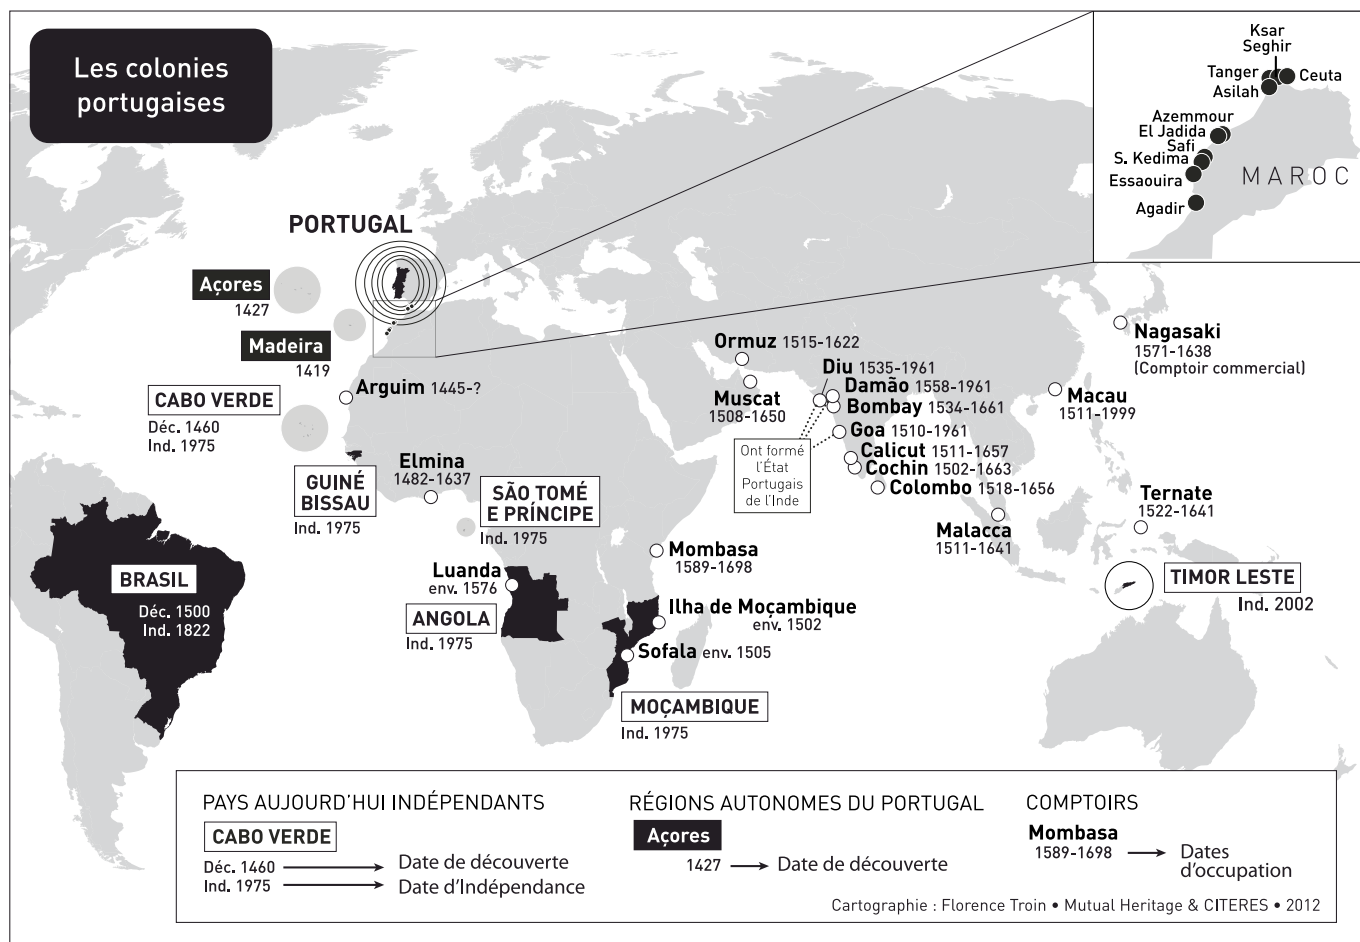 Les colonies
portugaises
Ksar
Seghir
Tanger
Ceuta
Asilah
Azemmour
El Jadida
Safi
S. Kedima
Essaouira
Agadir
MAROC
PORTUGAL
Açores
1427
Madeira
1419
Arguim 1445-?
CABO VERDE
Déc. 1460
Ind. 1975
GUINÉ
BISSAU
Ind. 1975
Elmina
1482-1637
SÃO TOMÉ
E PRÍNCIPE
Ind. 1975
BRASIL
Déc. 1500
Ind. 1822
Luanda
env. 1576
ANGOLA
Ind. 1975
Mombasa
1589-1698
Ilha de Moçambique
env. 1502
Sofala env. 1505
MOÇAMBIQUE
Ind. 1975
Ormuz 1515-1622
Muscat
1508-1650
Diu 1535-1961
Damão 1558-1961
Bombay 1534-1661
Goa 1510-1961
Calicut 1511-1657
Cochin 1502-1663
Colombo 1518-1656
Ont formé
l'État
Portugais
de l'Inde
Malacca
1511-1641
Nagasaki
1571-1638
(Comptoir commercial)
Macau
1511-1999
Ternate
1522-1641
TIMOR LESTE
Ind. 2002
PAYS AUJOURD'HUI INDÉPENDANTS
CABO VERDE
Déc. 1460 Date de découverte
Ind. 1975 Date d'Indépendance
RÉGIONS AUTONOMES DU PORTUGAL
Açores
1427 Date de découverte
COMPTOIRS
Mombasa
1589-1698 Dates
d'occupation
Cartographie : Florence Troin • Mutual Heritage & CITERES • 2012